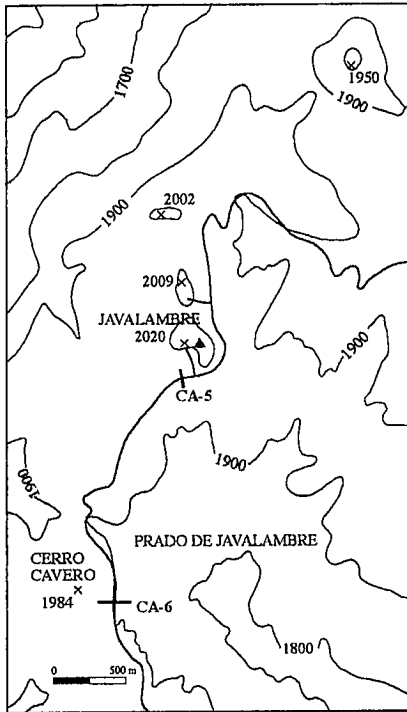 1700
1950
1900
1900
2002
2009
JAVALAMBRE
2020
1900
CA-5
1900
1900
PRADO DE JAVALAMBRE
CERRO
CAVERO
1984
CA-6
1800
0 500 m